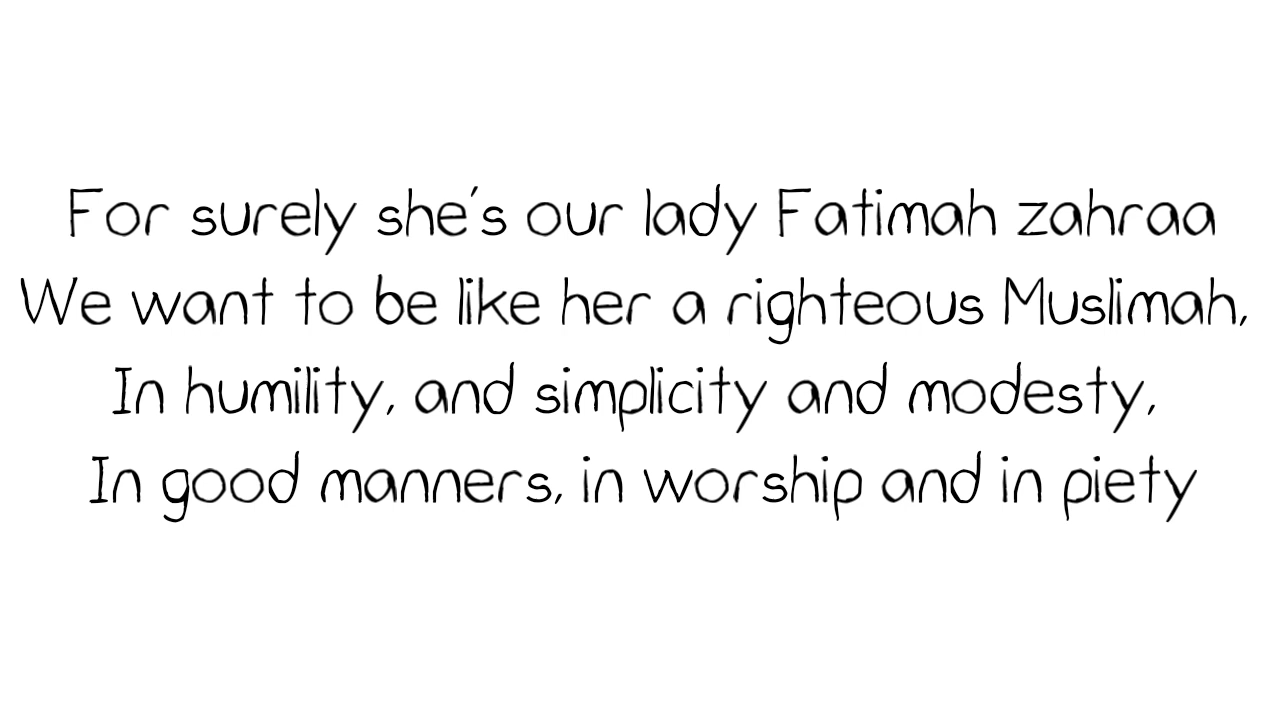 For surely she's our lady Fatimah zahraa
We want to be like her a righteous Muslimah,
In humility, and simplicity and modesty,
In good manners, in worship and in piety